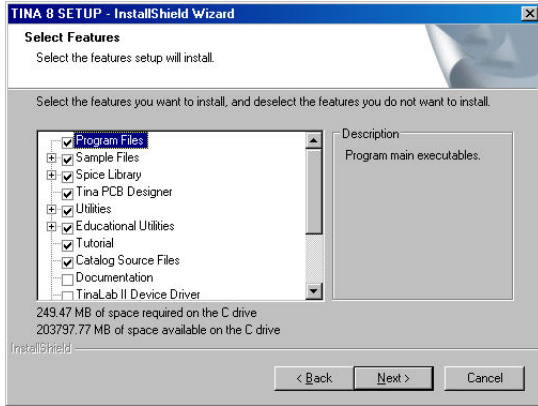 TINA 8 SETUP - InstallShield Wizard
Select Features
Select the features setup will install.
Select the features you want to install, and deselect the features you do not want to install.
Program Files
Sample Files
Spice Library
Tina PCB Designer
Utilities
Educational Utilities
Tutorial
Catalog Source Files
Documentation
TinaLab II Device Driver
Description
Program main executables.
249.47 MB of space required on the C drive
203797.77 MB of space available on the C drive
InstallShield
< Back
Next >
Cancel